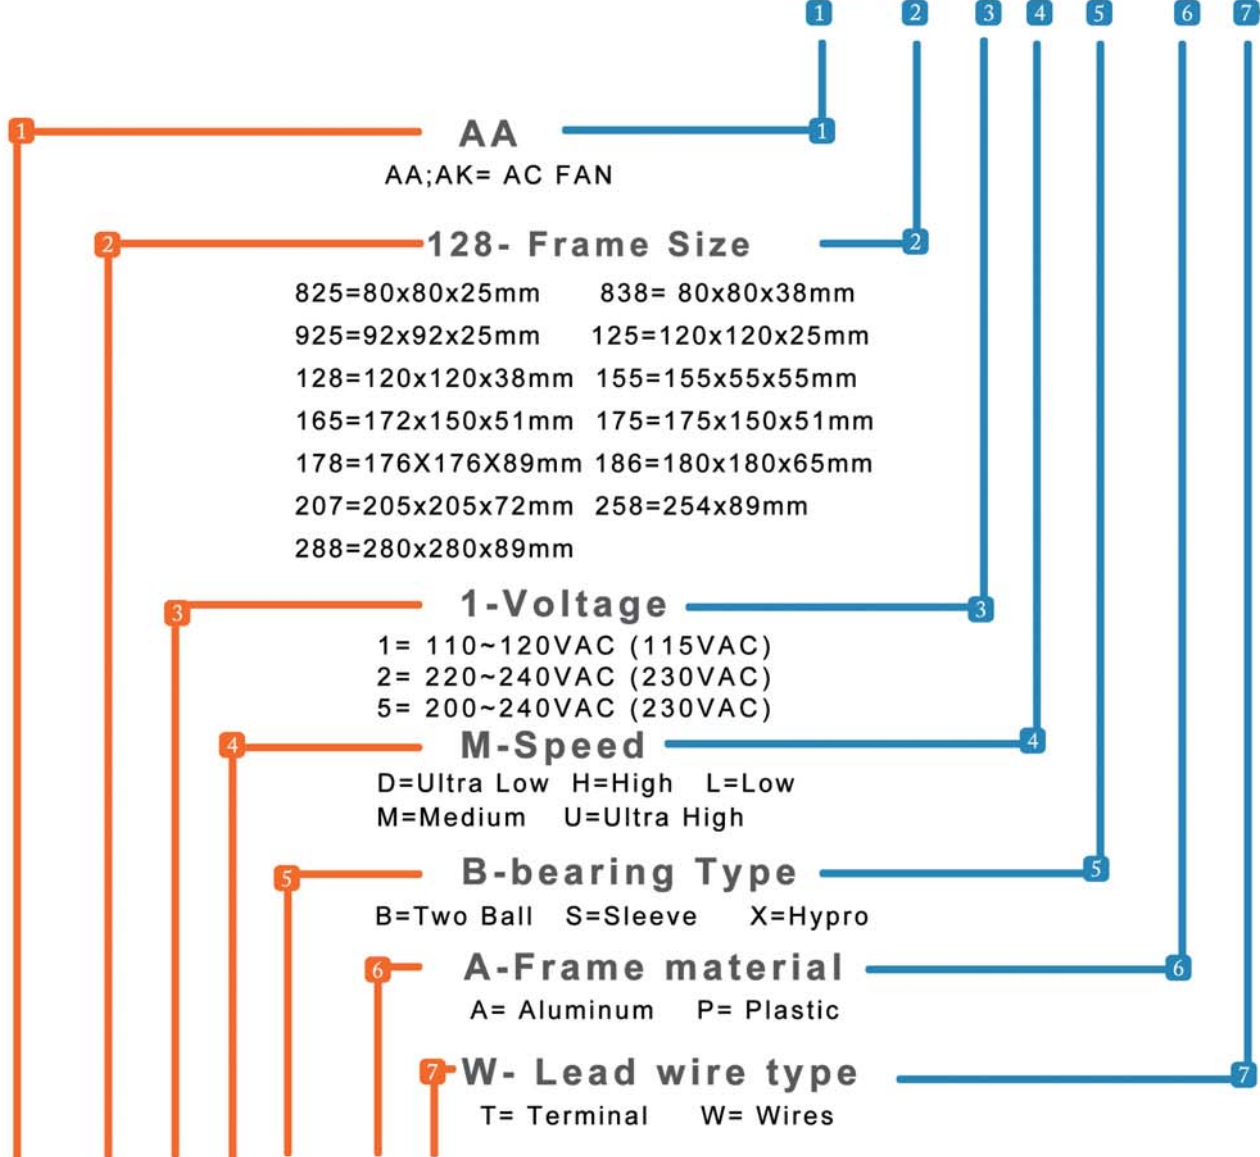 1 2 3 4 5 6 7
1 AA 1
AA;AK= AC FAN
2 128- Frame Size 2
825=80x80x25mm 838= 80x80x38mm
925=92x92x25mm 125=120x120x25mm
128=120x120x38mm 155=155x55x55mm
165=172x150x51mm 175=175x150x51mm
178=176X176X89mm 186=180x180x65mm
207=205x205x72mm 258=254x89mm
288=280x280x89mm
3 1-Voltage 3
1= 110~120VAC (115VAC)
2= 220~240VAC (230VAC)
5= 200~240VAC (230VAC)
4 M-Speed 4
D=Ultra Low H=High L=Low
M=Medium U=Ultra High
5 B-bearing Type 5
B=Two Ball S=Sleeve X=Hypro
6 A-Frame material 6
A= Aluminum P= Plastic
7 W- Lead wire type 7
T= Terminal W= Wires